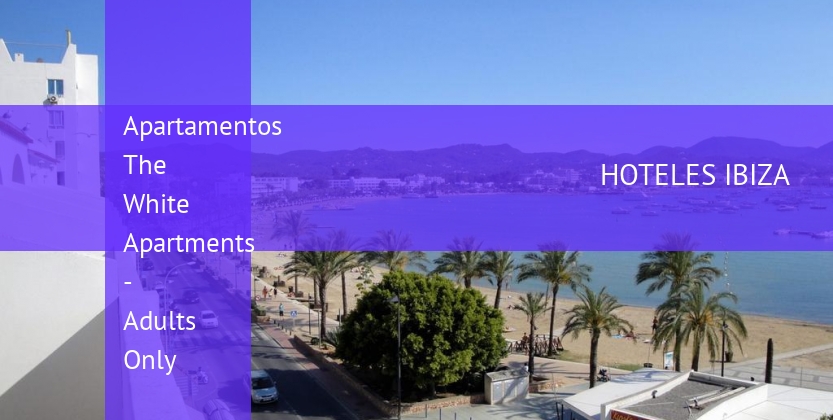 Apartamentos
The
White
Apartments
-
Adults
Only
HOTELES IBIZA